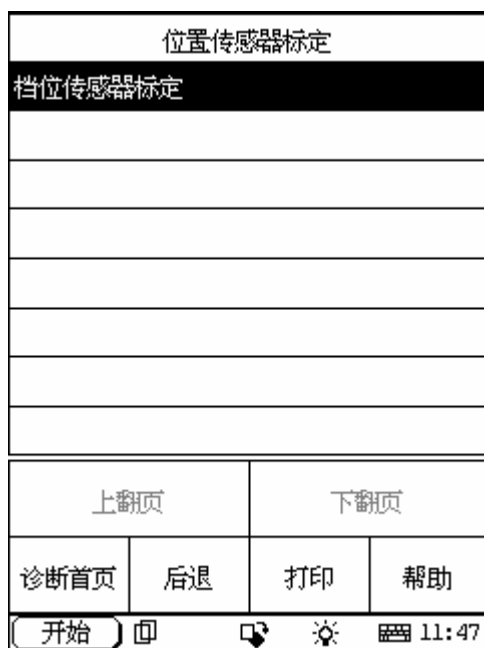 位置传感器标定
档位传感器标定
上翻页 下翻页
诊断首页 后退 打印 帮助
开始 11:47